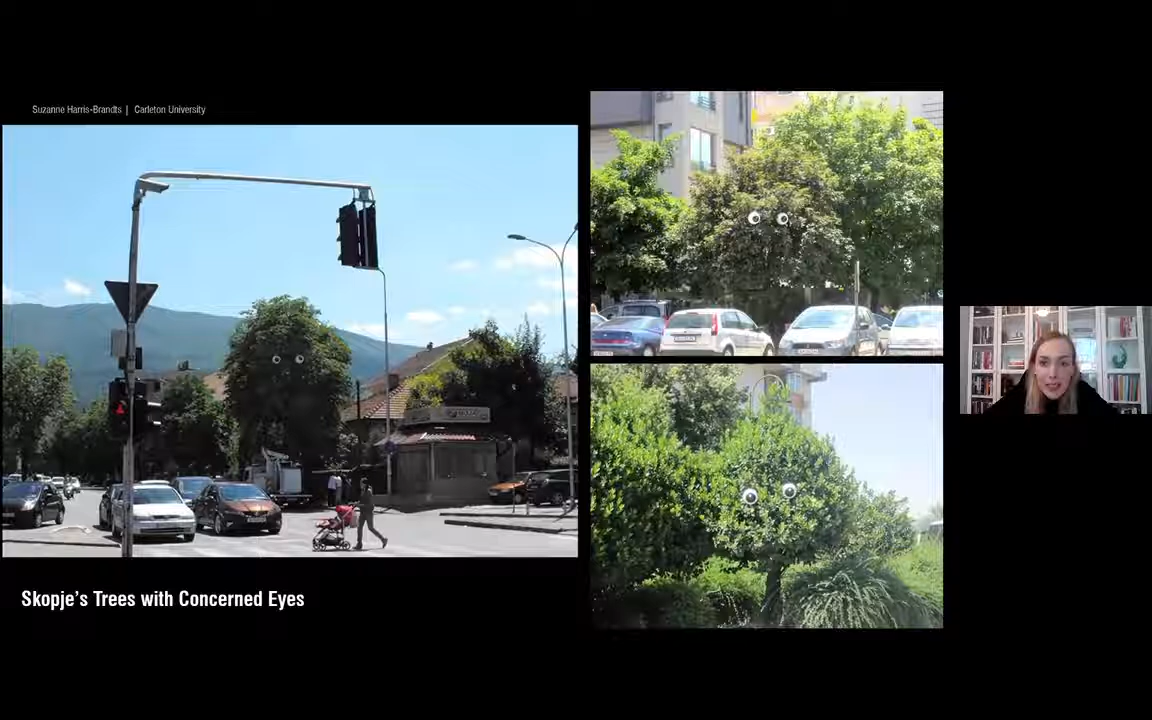 Suzanne Harris-Brandts | Carleton University
Skopje's Trees with Concerned Eyes